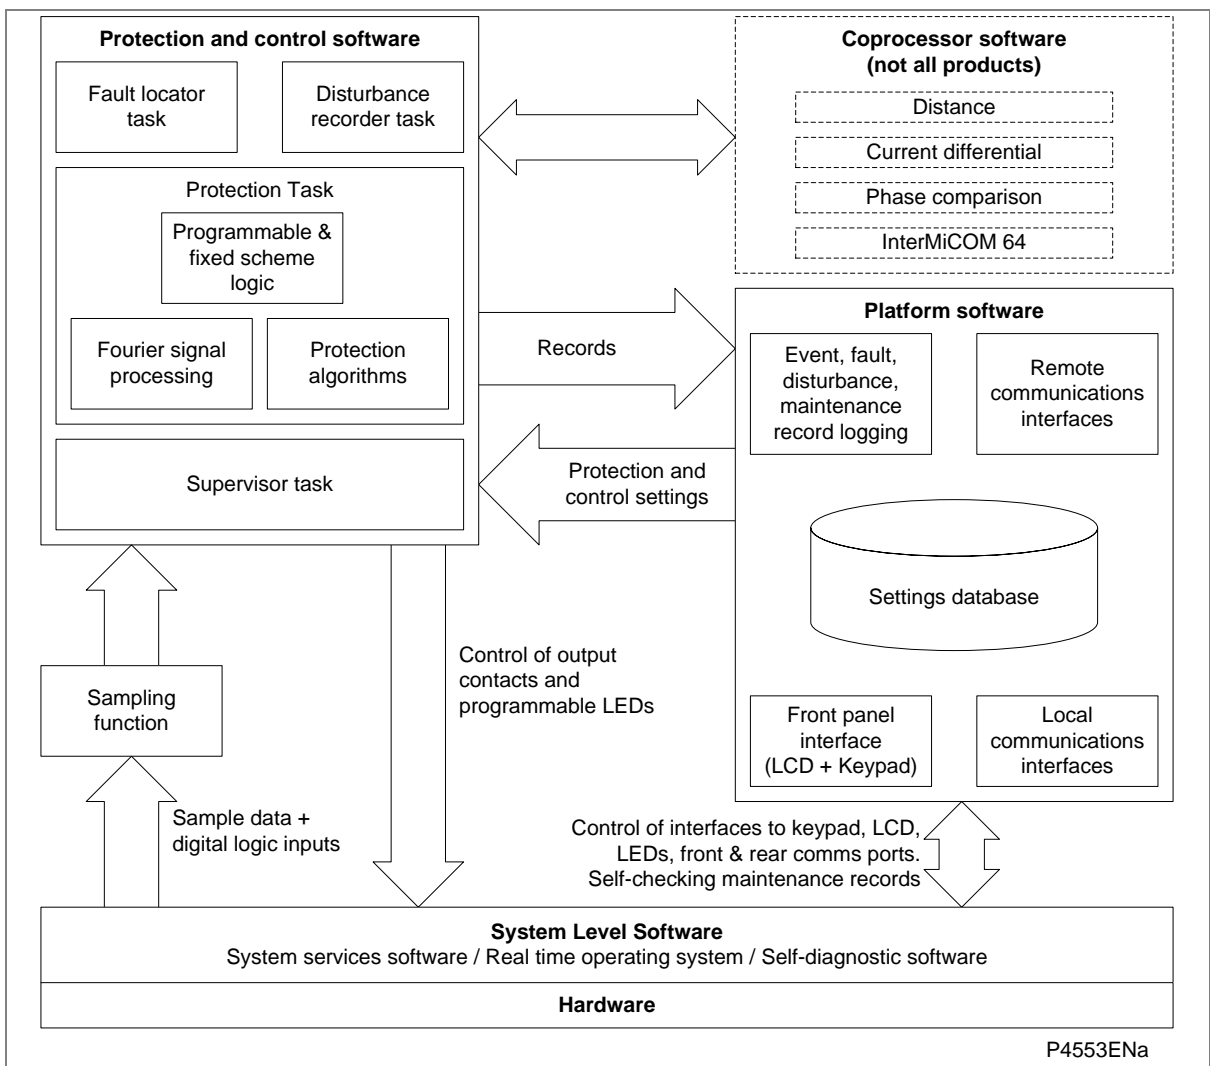 Protection and control software
Fault locator
task
Disturbance
recorder task
Protection Task
Programmable &
fixed scheme
logic
Fourier signal
processing
Protection
algorithms
Supervisor task
Coprocessor software
(not all products)
Distance
Current differential
Phase comparison
InterMiCOM 64
Records
Protection and
control settings
Platform software
Event, fault,
disturbance,
maintenance
record logging
Remote
communications
interfaces
Settings database
Front panel
interface
(LCD + Keypad)
Local
communications
interfaces
Sampling
function
Control of output
contacts and
programmable LEDs
Sample data +
digital logic inputs
Control of interfaces to keypad, LCD,
LEDs, front & rear comms ports.
Self-checking maintenance records
System Level Software
System services software / Real time operating system / Self-diagnostic software
Hardware
P4553ENa